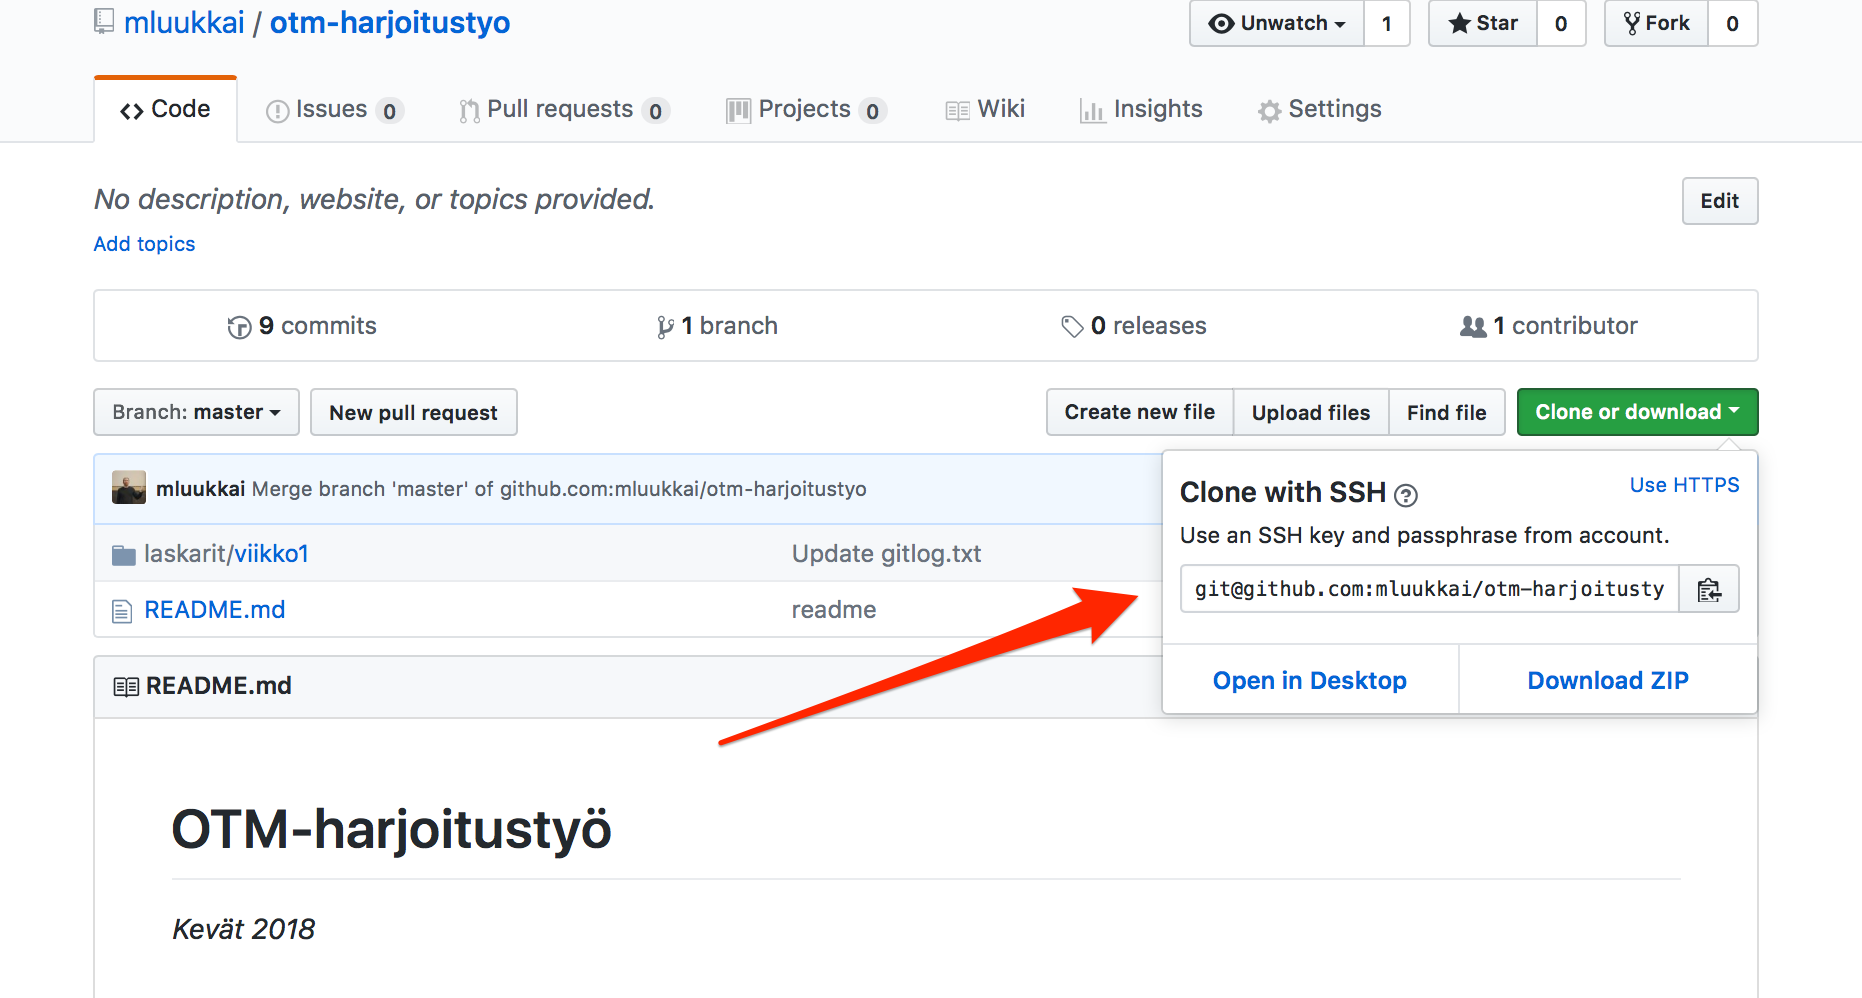 mluukkai / otm-harjoitustyo
Unwatch 1 Star 0 Fork 0
Code Issues 0 Pull requests 0 Projects 0 Wiki Insights Settings
No description, website, or topics provided.
Edit
Add topics
9 commits 1 branch 0 releases 1 contributor
Branch: master New pull request Create new file Upload files Find file Clone or download
mluukkai Merge branch 'master' of github.com:mluukkai/otm-harjoitustyo
laskarit/viikko1 Update gitlog.txt
README.md readme
Clone with SSH ? Use HTTPS
Use an SSH key and passphrase from account.
git@github.com:mluukkai/otm-harjoitusty
Open in Desktop Download ZIP
README.md
OTM-harjoitustyö
Kevät 2018